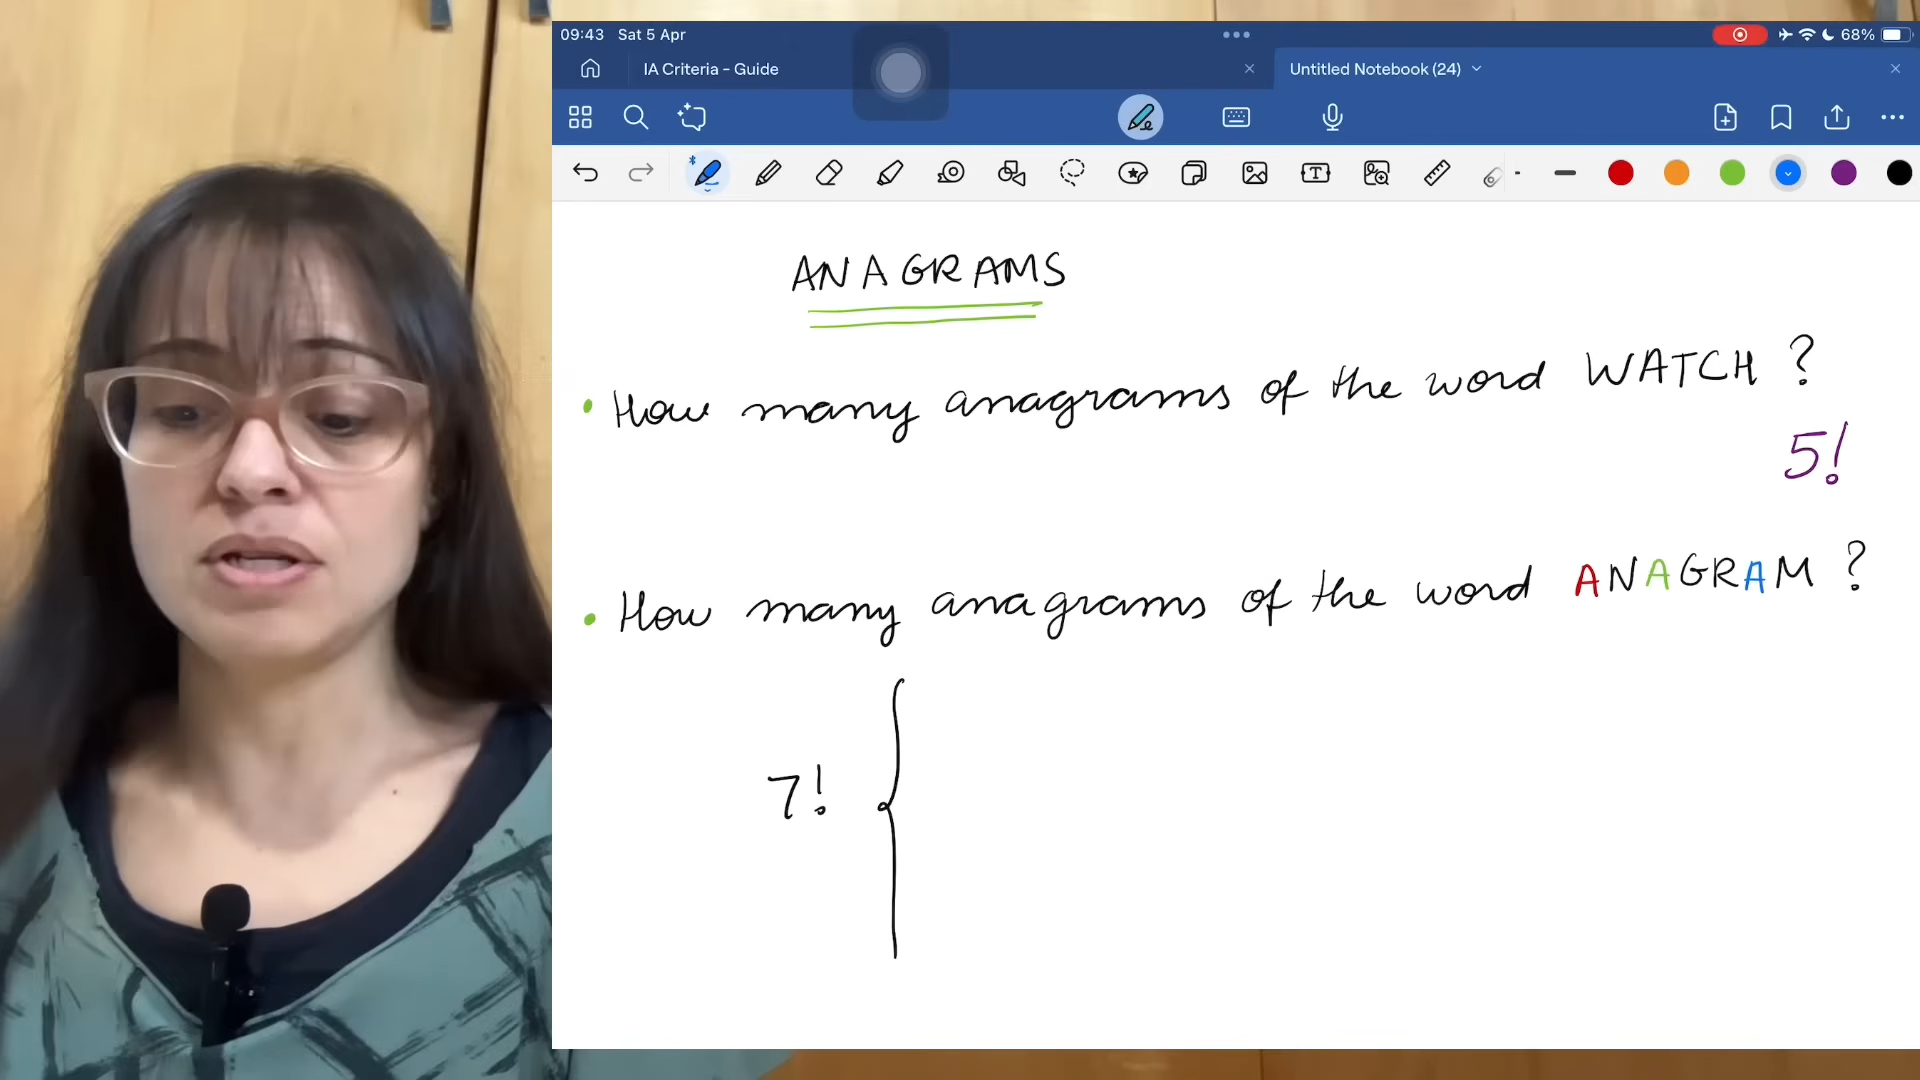 09:43 Sat 5 Apr 68%
IA Criteria - Guide Untitled Notebook (24)
ANAGRAMS
• How many anagrams of the word WATCH ?
5!
• How many anagrams of the word ANAGRAM ?
7! {